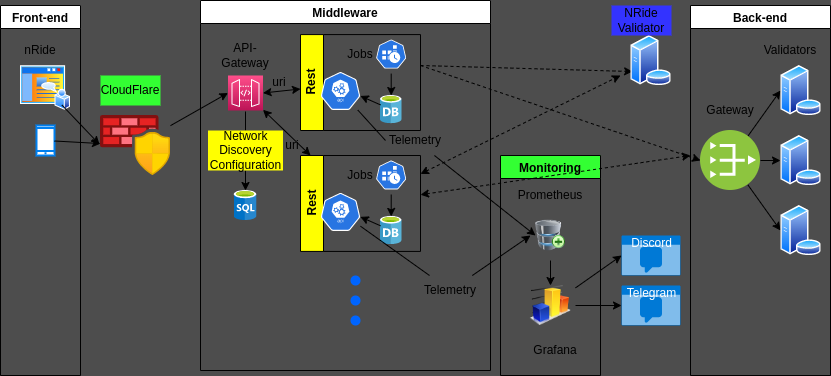 Front-end
nRide
CloudFlare
Middleware
API-
Gateway
uri
uri
Network
Discovery
Configuration
SQL
Rest
Jobs
DB
Telemetry
Rest
Jobs
DB
Telemetry
Monitoring
Prometheus
Grafana
NRide
Validator
Discord
Telegram
Back-end
Validators
Gateway